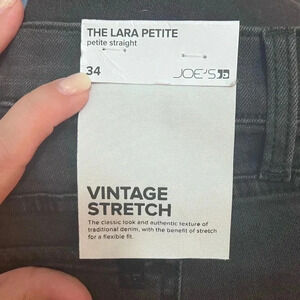 THE LARA PETITE
petite straight
34
JOE'S
VINTAGE
STRETCH
The classic look and authentic texture of
traditional denim, with the benefit of stretch
for a flexible fit.